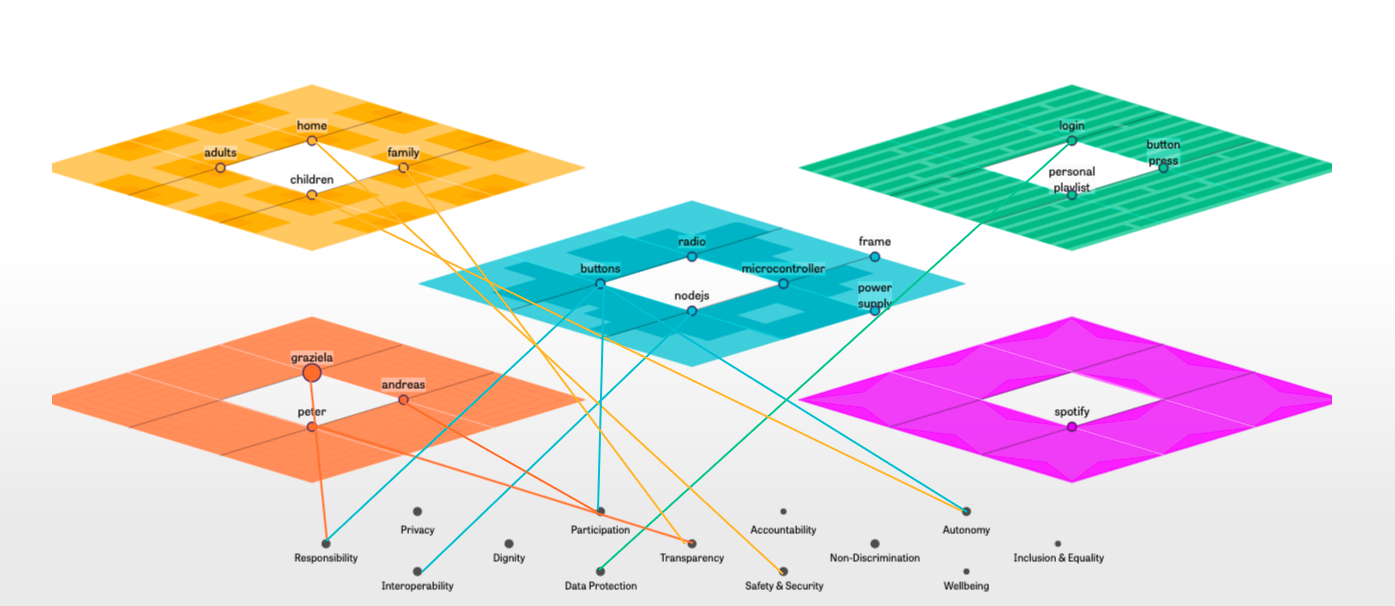 home
adults
family
children
login
button
press
personal
playlist
radio
frame
buttons
microcontroller
nodejs
power
supply
graziela
andreas
peter
spotify
Privacy
Participation
Accountability
Autonomy
Responsibility
Dignity
Transparency
Non-Discrimination
Inclusion & Equality
Interoperability
Data Protection
Safety & Security
Wellbeing